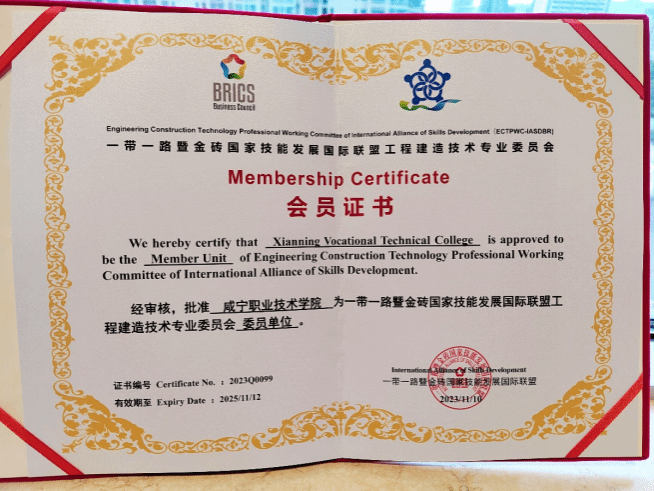 BRICS
Business Council
Engineering Construction Technology Professional Working Committee of International Alliance of Skills Development (ECTPWC-IASDBR)
一带一路暨金砖国家技能发展国际联盟工程建造技术专业委员会
Membership Certificate
会员证书
We hereby certify that Xianning Vocational Technical College is approved to
be the Member Unit of Engineering Construction Technology Professional Working
Committee of International Alliance of Skills Development.
经审核，批准 咸宁职业技术学院 为一带一路暨金砖国家技能发展国际联盟工
程建造技术专业委员会 委员单位 。
证书编号 Certificate No. : 2023Q0099
有效期至 Expiry Date : 2025/11/12
International Alliance of Skills Development
一带一路暨金砖国家技能发展国际联盟
2023/11/10